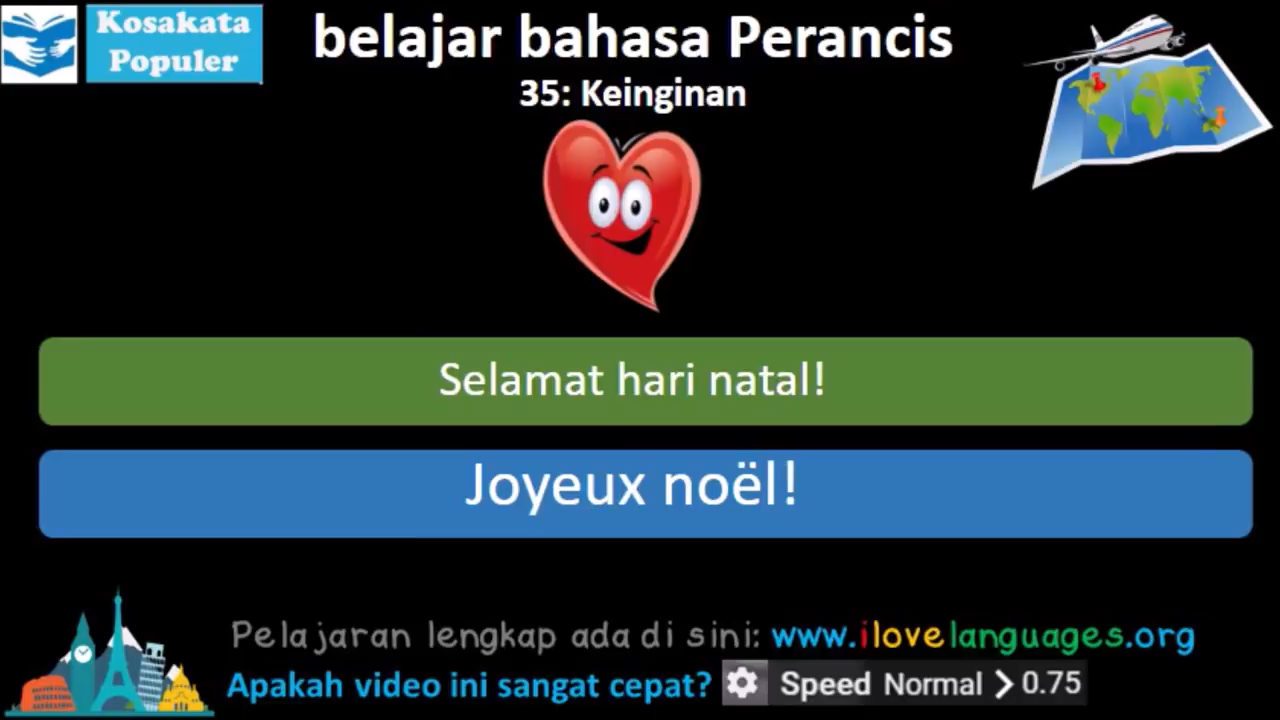 Kosakata
Populer
belajar bahasa Perancis
35: Keinginan
Selamat hari natal!
Joyeux noël!
Pelajaran lengkap ada di sini: www.ilovelanguages.org
Apakah video ini sangat cepat? Speed Normal > 0.75